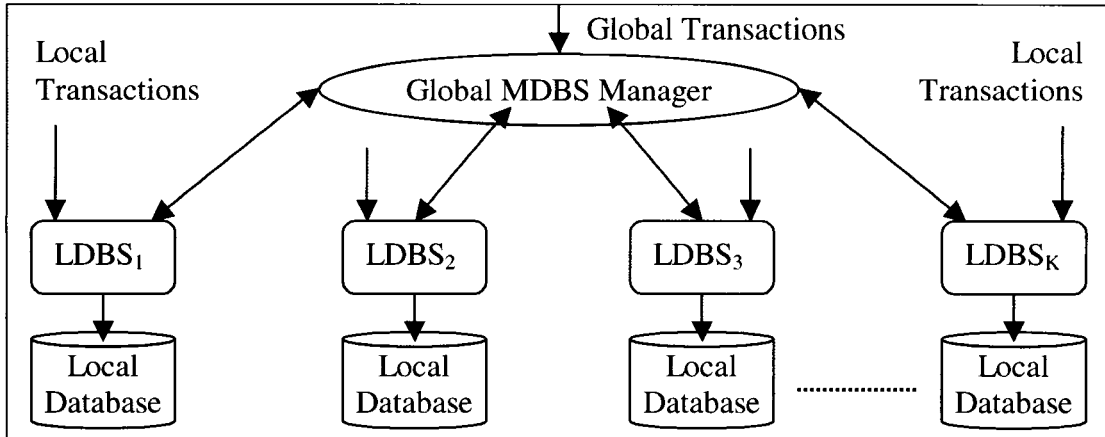 Global Transactions
Local
Transactions
Local
Transactions
Global MDBS Manager
LDBS₁
LDBS₂
LDBS₃
LDBSK
Local
Database
Local
Database
Local
Database
....................
Local
Database